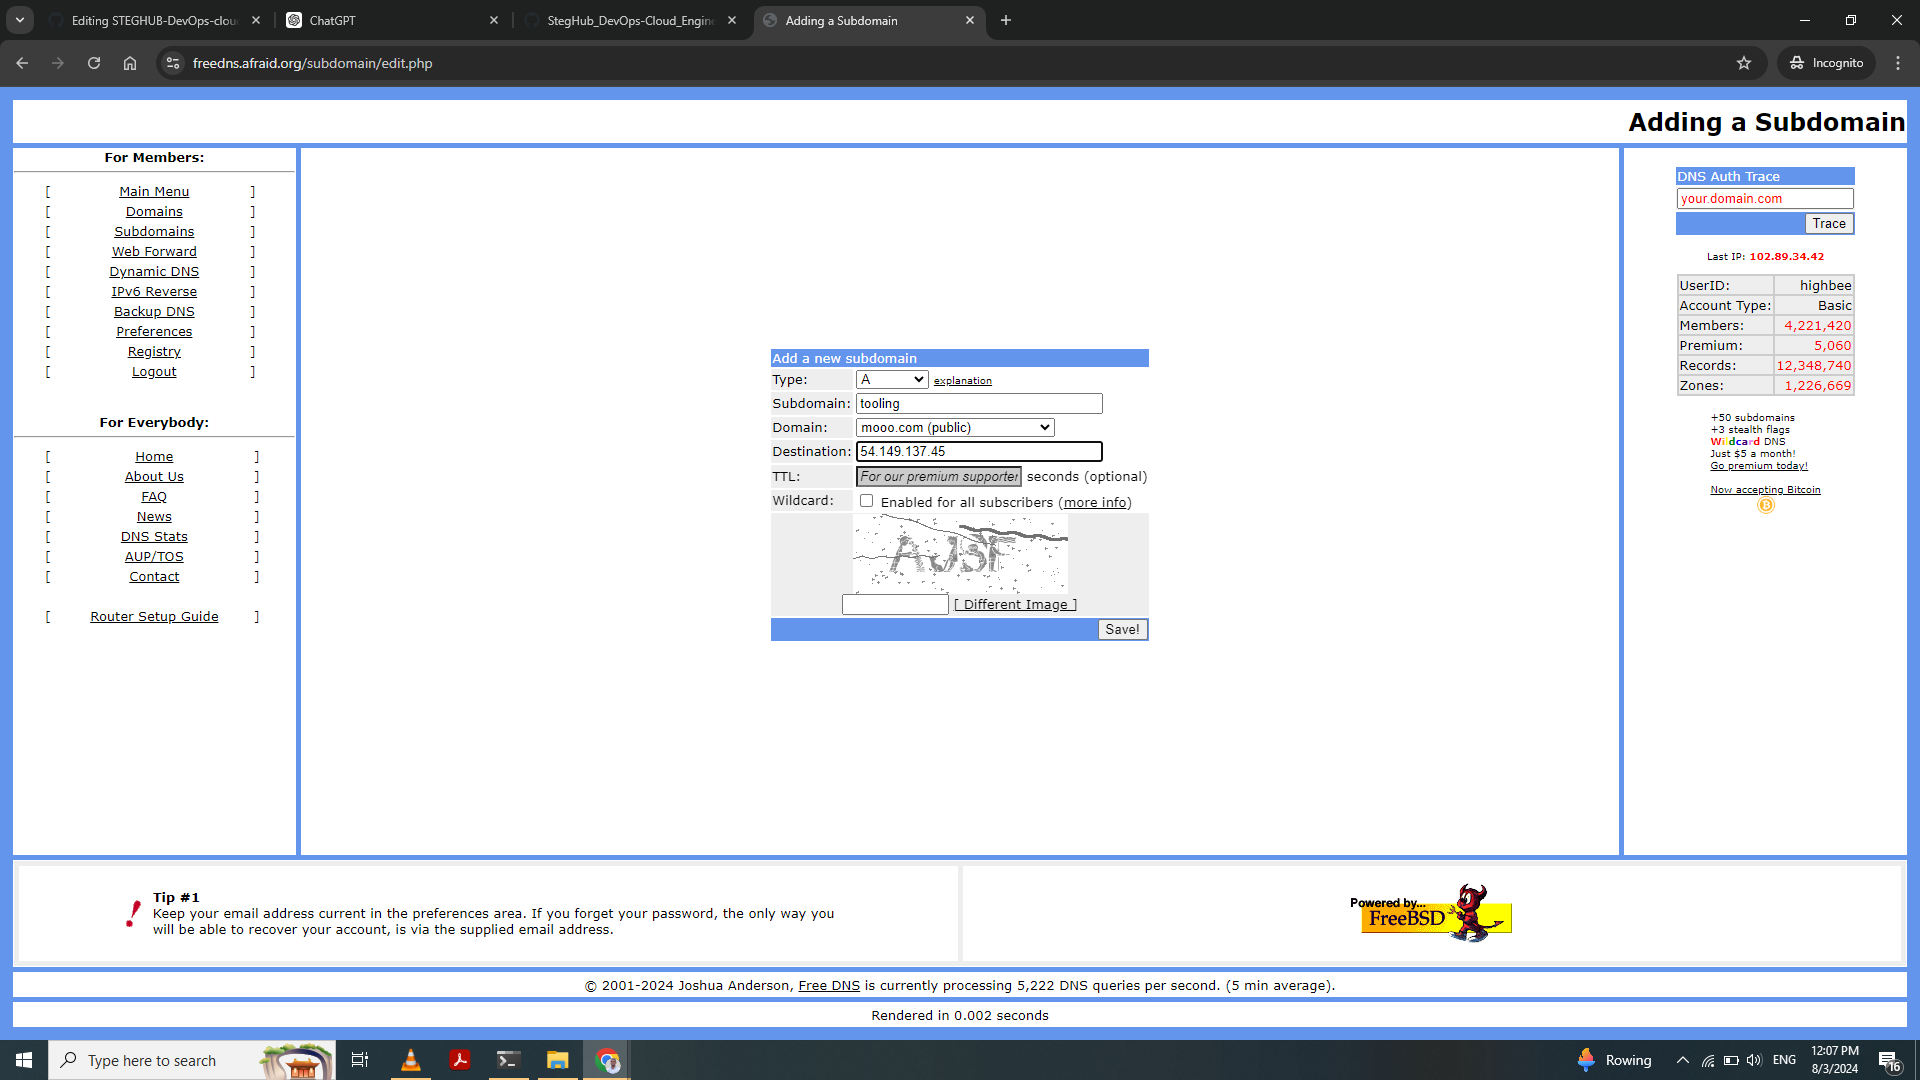 Editing STEGHUB-DevOps-clou
ChatGPT
StegHub_DevOps-Cloud_Engine
Adding a Subdomain
freedns.afraid.org/subdomain/edit.php
Incognito
Adding a Subdomain
For Members:
[ Main Menu ]
[ Domains ]
[ Subdomains ]
[ Web Forward ]
[ Dynamic DNS ]
[ IPv6 Reverse ]
[ Backup DNS ]
[ Preferences ]
[ Registry ]
[ Logout ]
For Everybody:
[ Home ]
[ About Us ]
[ FAQ ]
[ News ]
[ DNS Stats ]
[ AUP/TOS ]
[ Contact ]
[ Router Setup Guide ]
Add a new subdomain
Type: A explanation
Subdomain: tooling
Domain: mooo.com (public)
Destination: 54.149.137.45
TTL: For our premium supporter seconds (optional)
Wildcard: Enabled for all subscribers (more info)
[ Different Image ]
Save!
DNS Auth Trace
your.domain.com
Trace
Last IP: 102.89.34.42
UserID: highbee
Account Type: Basic
Members: 4,221,420
Premium: 5,060
Records: 12,348,740
Zones: 1,226,669
+50 subdomains
+3 stealth flags
Wildcard DNS
Just $5 a month!
Go premium today!
Now accepting Bitcoin
Tip #1
Keep your email address current in the preferences area. If you forget your password, the only way you
will be able to recover your account, is via the supplied email address.
Powered by...
FreeBSD
© 2001-2024 Joshua Anderson, Free DNS is currently processing 5,222 DNS queries per second. (5 min average).
Rendered in 0.002 seconds
Type here to search
Rowing
ENG
12:07 PM
8/3/2024
16